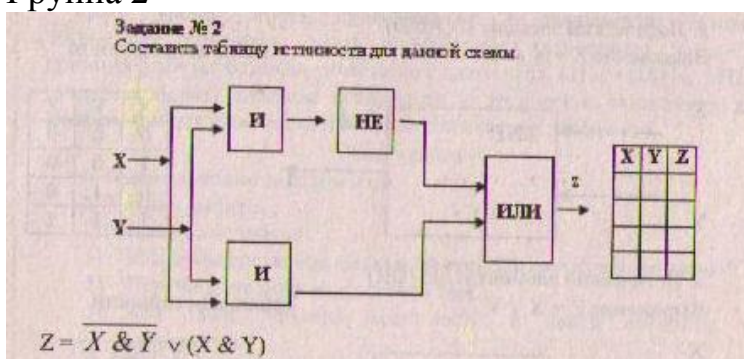 Группа 2
Задание № 2
Составить таблицу истинности для данной схемы
И
НЕ
X
Y
И
ИЛИ
z
X Y Z
Z = X & Y ∨ (X & Y)